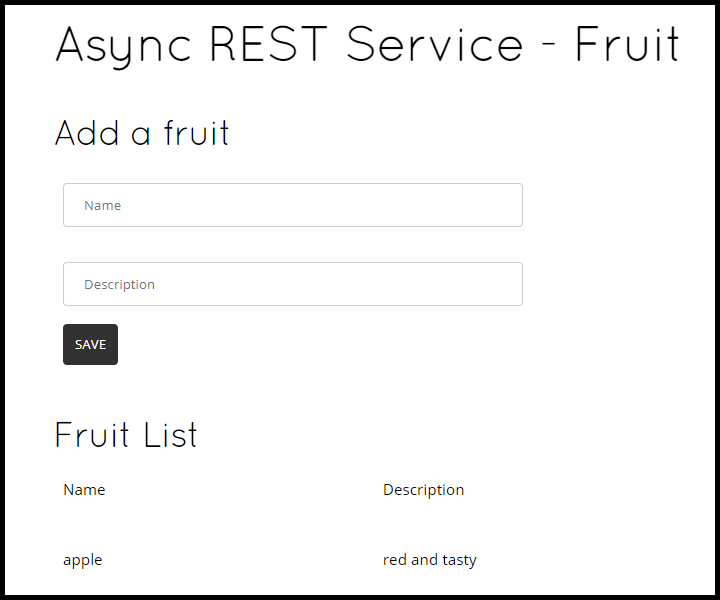 Async REST Service - Fruit
Add a fruit
Name
Description
SAVE
Fruit List
Name Description
apple red and tasty